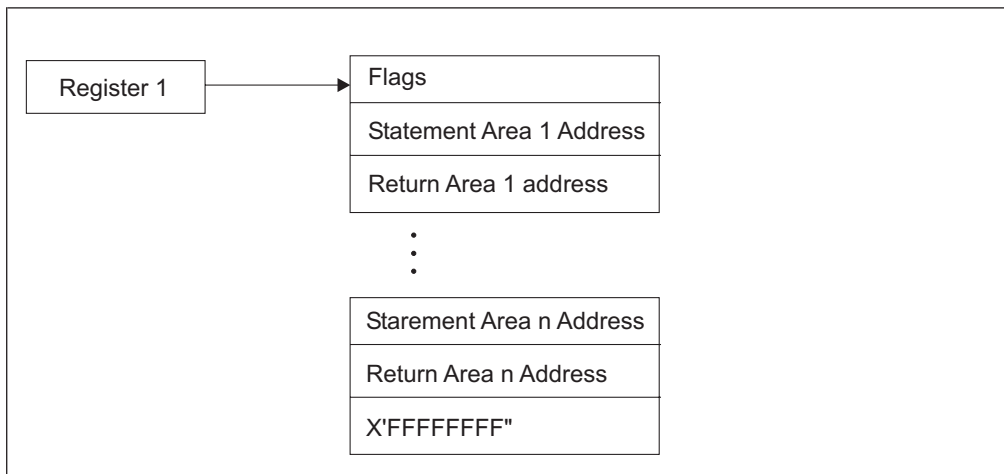 Register 1
Flags
Statement Area 1 Address
Return Area 1 address
Starement Area n Address
Return Area n Address
X'FFFFFFFF"